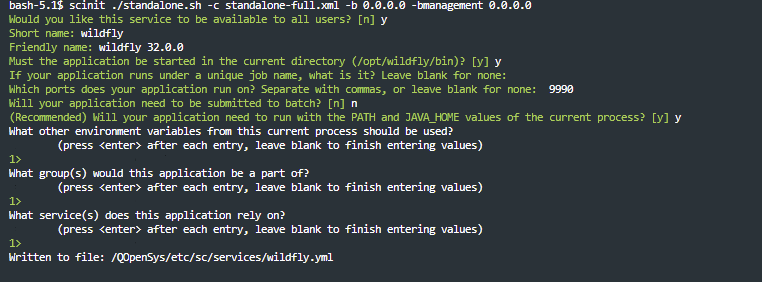 bash-5.1$ scinit ./standalone.sh -c standalone-full.xml -b 0.0.0.0 -bmanagement 0.0.0.0
Would you like this service to be available to all users? [n] y
Short name: wildfly
Friendly name: wildfly 32.0.0
Must the application be started in the current directory (/opt/wildfly/bin)? [y] y
If your application runs under a unique job name, what is it? Leave blank for none:
Which ports does your application run on? Separate with commas, or leave blank for none:  9990
Will your application need to be submitted to batch? [n] n
(Recommended) Will your application need to run with the PATH and JAVA_HOME values of the current process? [y] y
What other environment variables from this current process should be used?
(press <enter> after each entry, leave blank to finish entering values)
1>
What group(s) would this application be a part of?
(press <enter> after each entry, leave blank to finish entering values)
1>
What service(s) does this application rely on?
(press <enter> after each entry, leave blank to finish entering values)
1>
Written to file: /QOpenSys/etc/sc/services/wildfly.yml